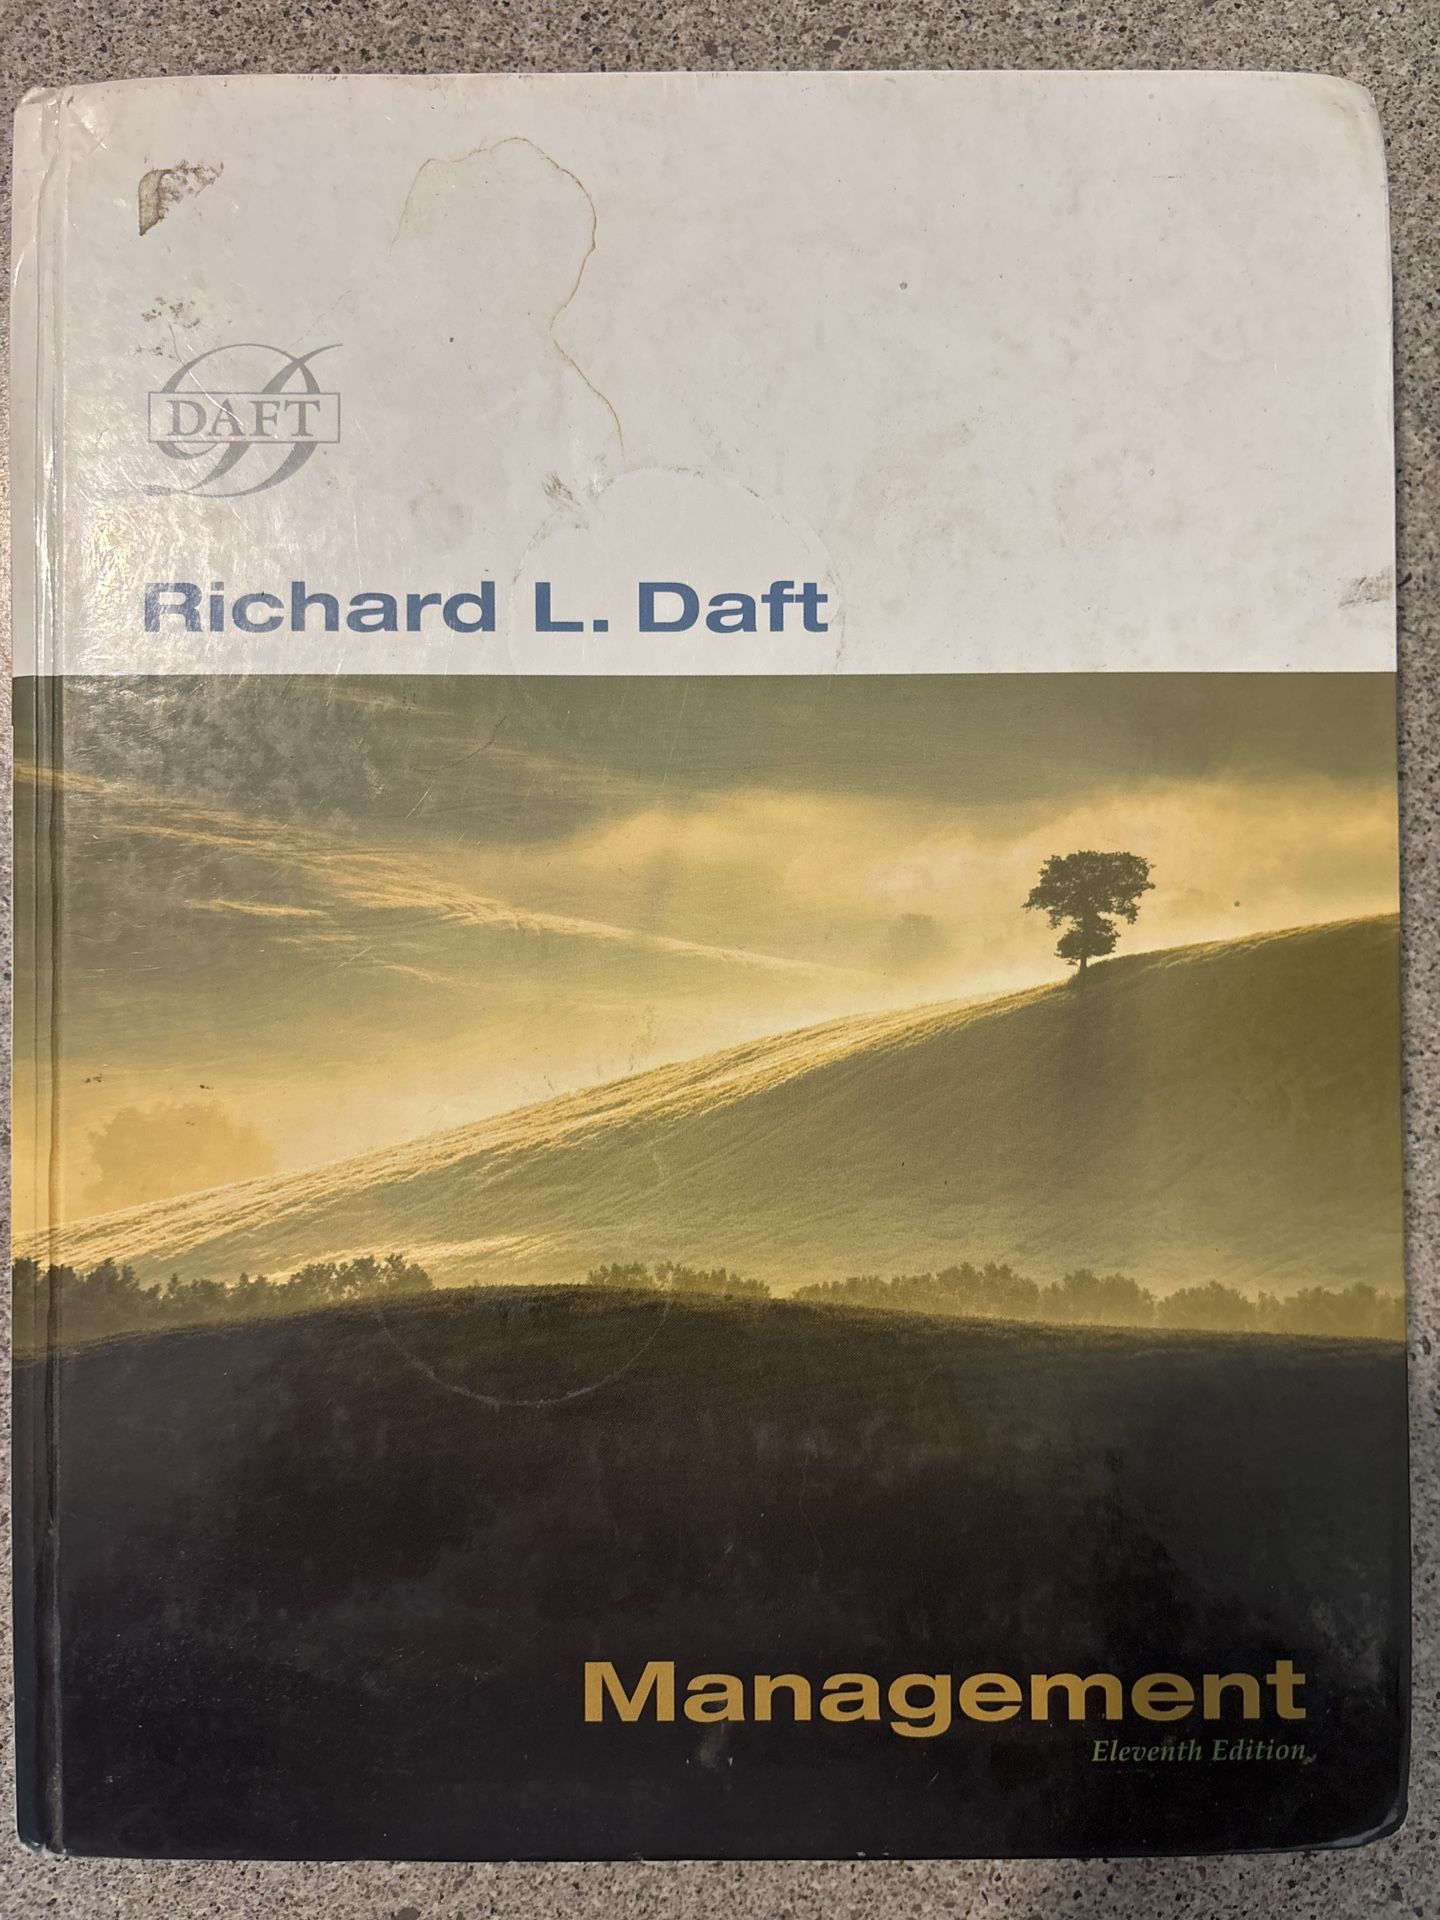 DAFT
Richard L. Daft
Management
Eleventh Edition